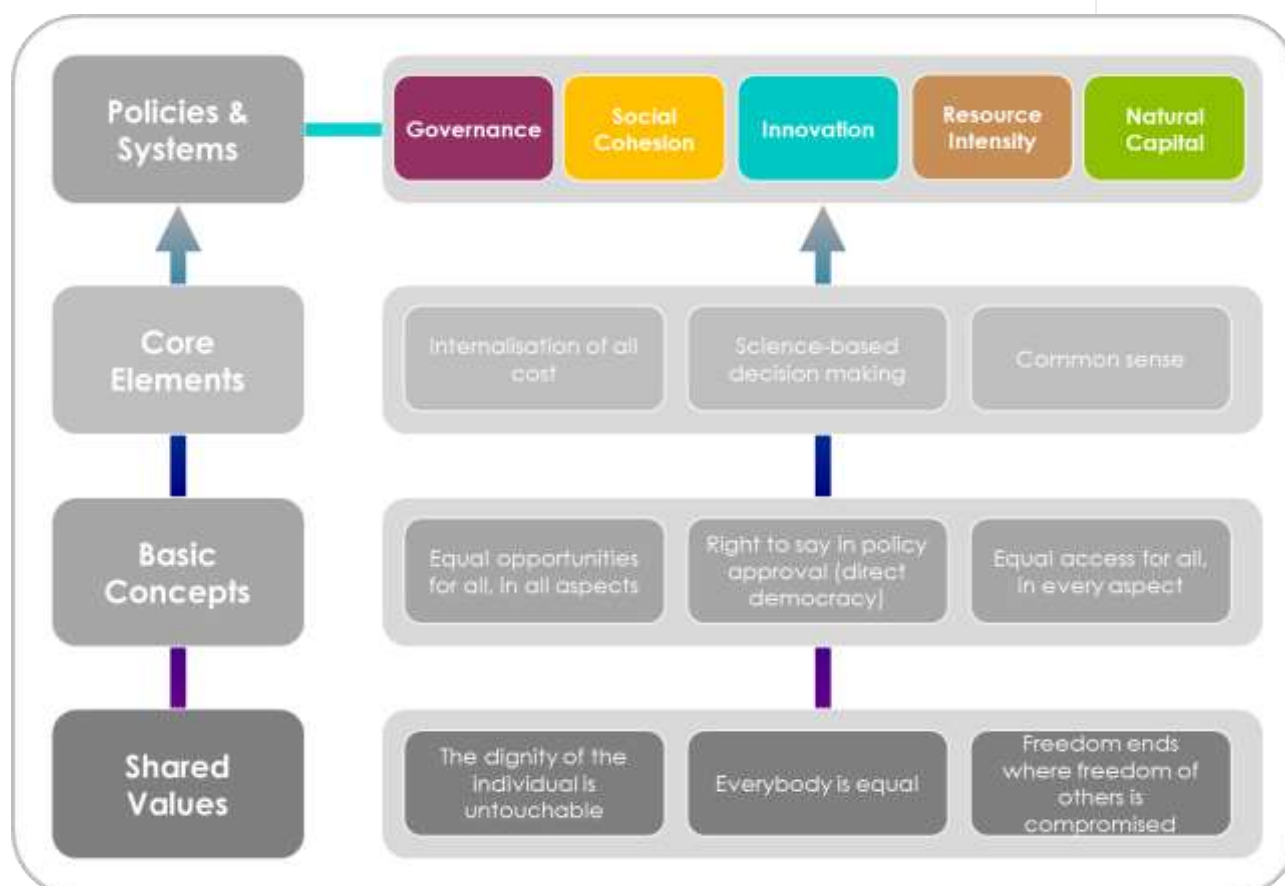 Policies &
Systems
Governance
Social
Cohesion
Innovation
Resource
Intensity
Natural
Capital
Core
Elements
Internalisation of all
cost
Science-based
decision making
Common sense
Basic
Concepts
Equal opportunities
for all, in all aspects
Right to say in policy
approval (direct
democracy)
Equal access for all,
in every aspect
Shared
Values
The dignity of the
individual is
untouchable
Everybody is equal
Freedom ends
where freedom of
others is
compromised